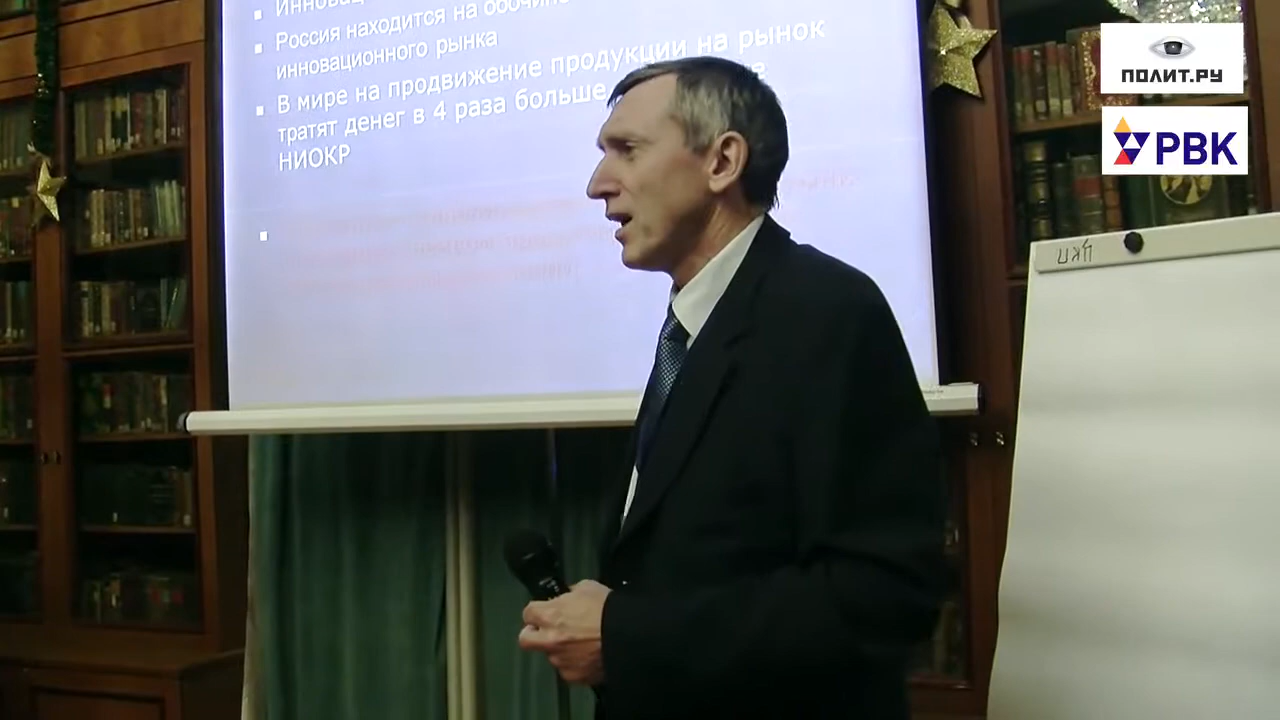 Россия находится на
инновационного рынка
В мире на продвижение продукции на рынок
тратят денег в 4 раза больше
НИОКР
ПОЛИТ.РУ
РВК